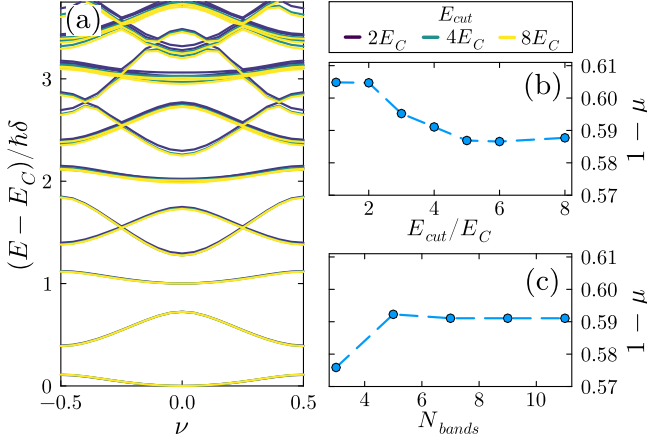 (a)
(E − E_C)/ħδ
3
2
1
0
−0.5
0.0
0.5
ν
E_cut
2E_C 4E_C 8E_C
(b)
0.61
0.60
0.59
0.58
0.57
1 − μ
2
4
6
8
E_cut/E_C
(c)
0.61
0.60
0.59
0.58
0.57
1 − μ
4
6
8
10
N_bands